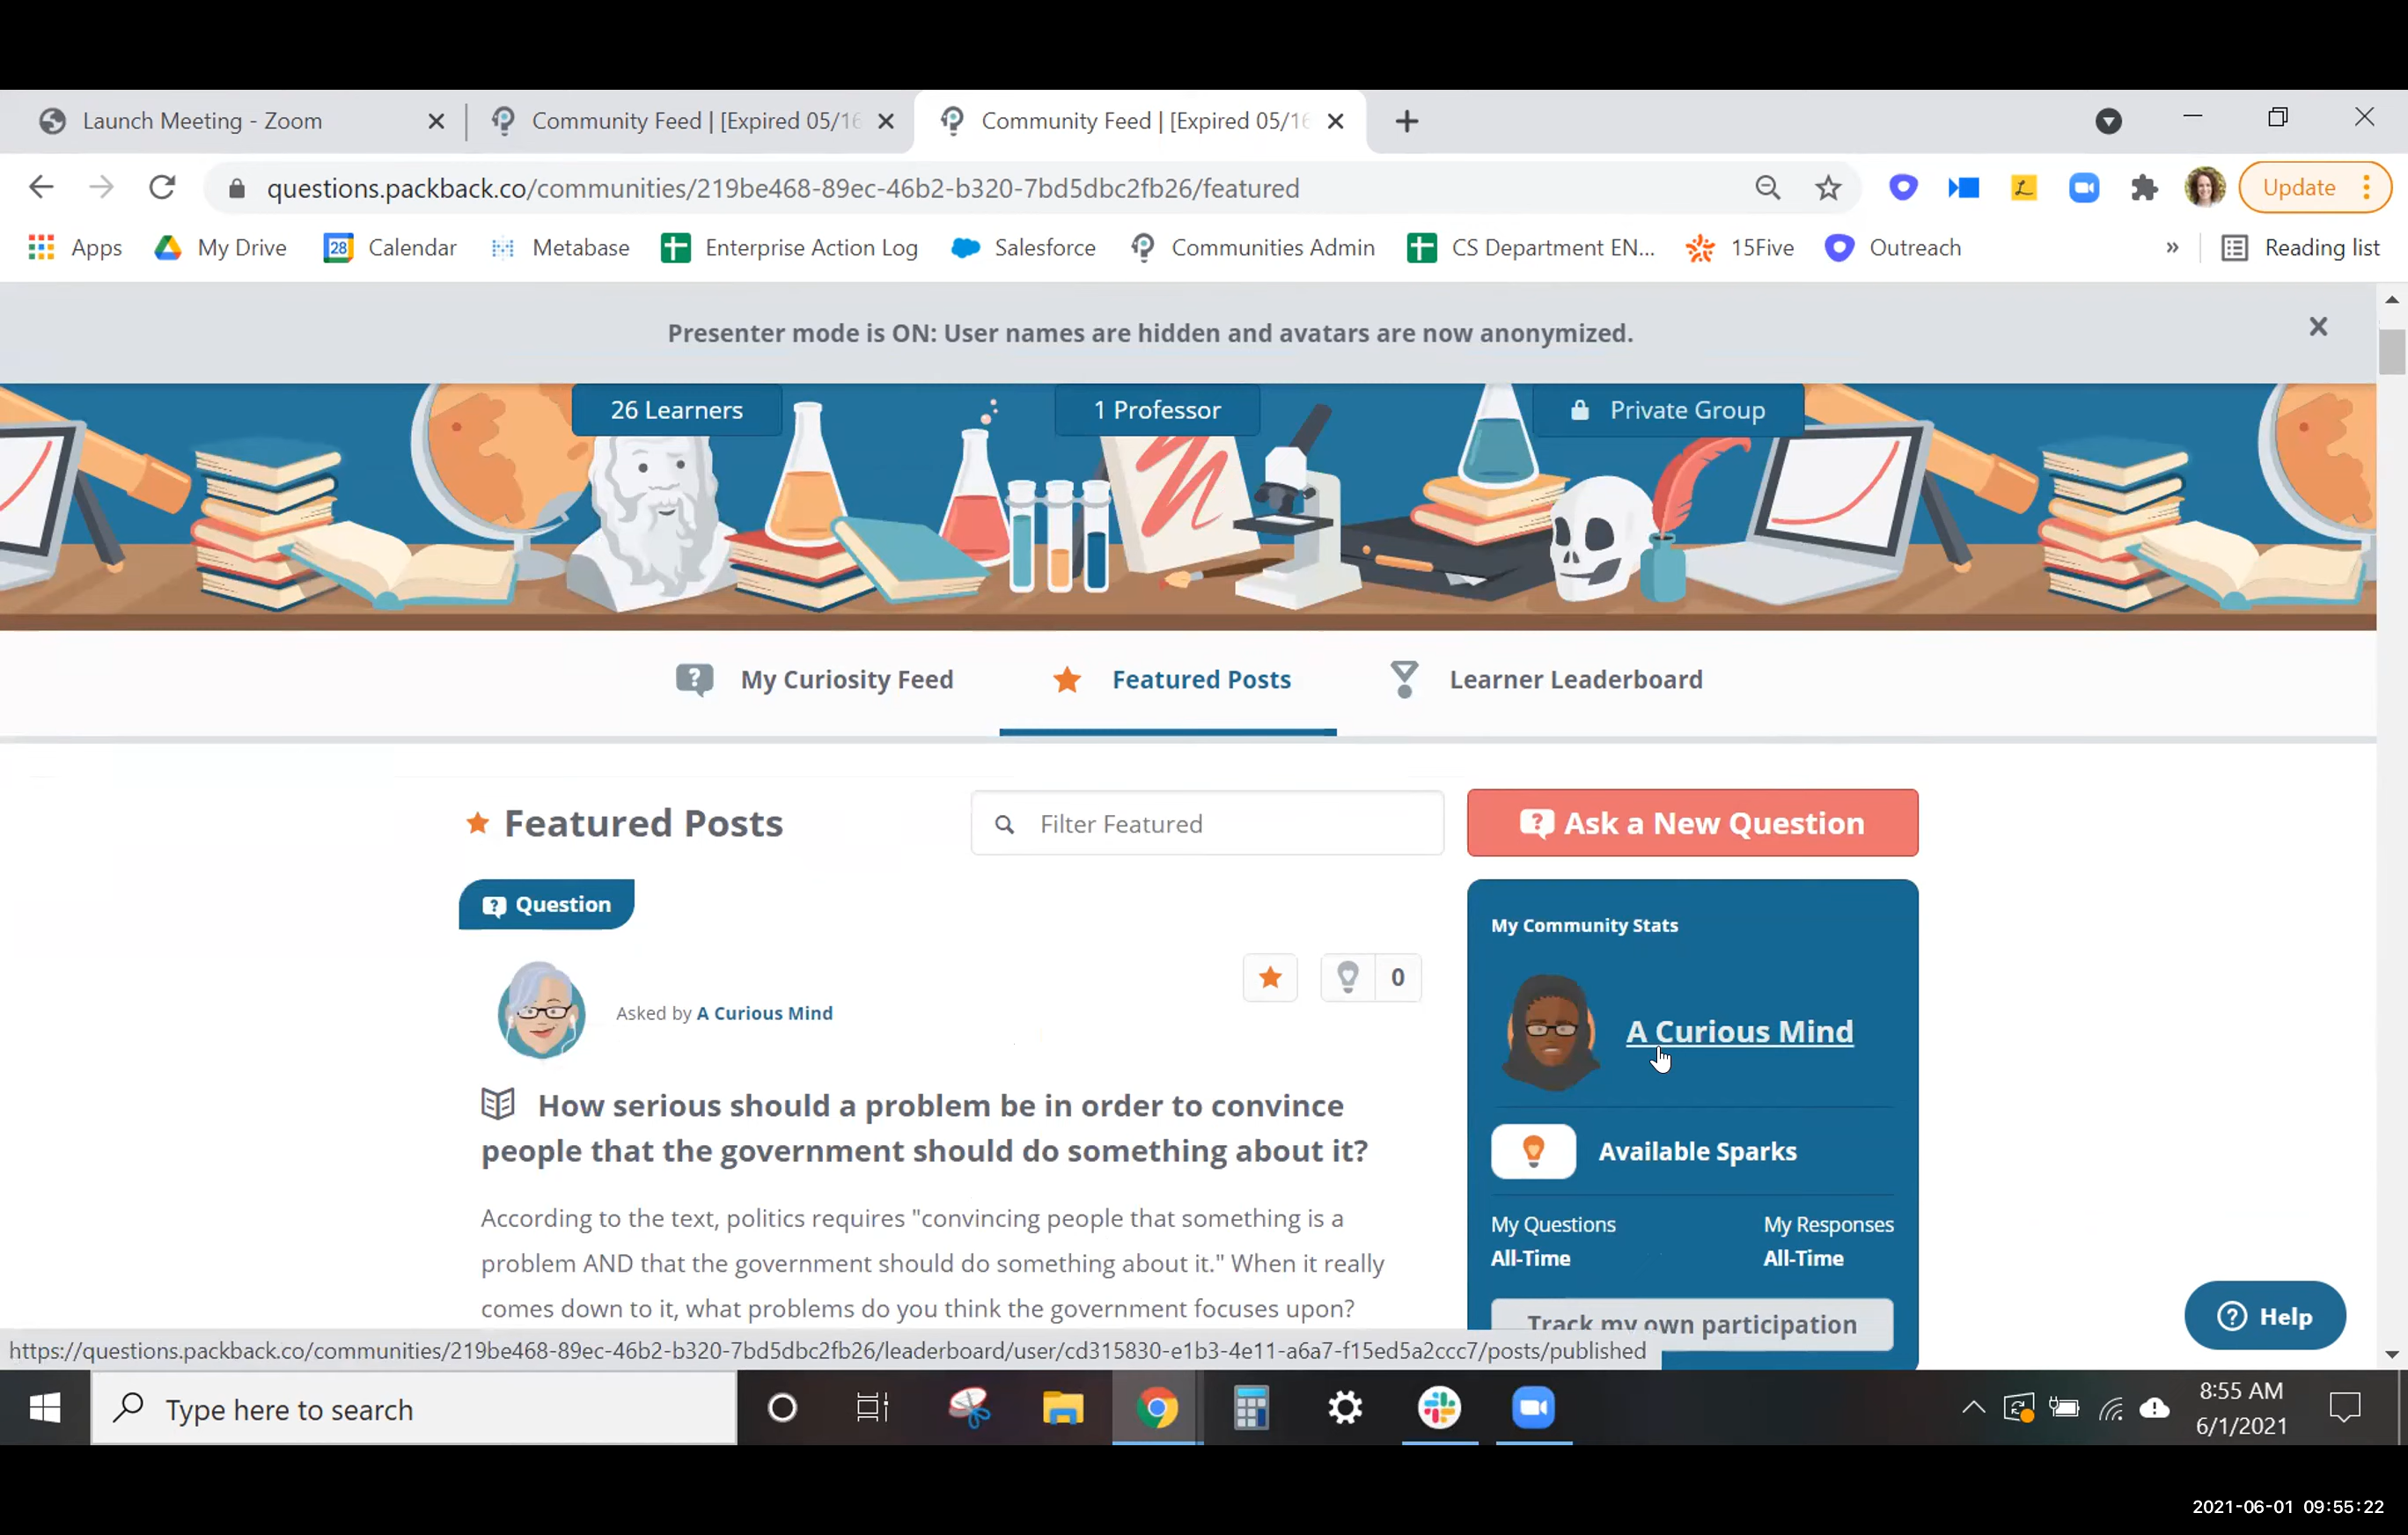 Launch Meeting - Zoom
Community Feed | [Expired 05/16
Community Feed | [Expired 05/16
questions.packback.co/communities/219be468-89ec-46b2-b320-7bd5dbc2fb26/featured
Update
Apps
My Drive
28
Calendar
Metabase
Enterprise Action Log
Salesforce
Communities Admin
CS Department EN...
15Five
Outreach
»
Reading list
Presenter mode is ON: User names are hidden and avatars are now anonymized.
26 Learners
1 Professor
Private Group
My Curiosity Feed
Featured Posts
Learner Leaderboard
Featured Posts
Filter Featured
Ask a New Question
Question
My Community Stats
0
Asked by A Curious Mind
A Curious Mind
How serious should a problem be in order to convince
people that the government should do something about it?
Available Sparks
According to the text, politics requires "convincing people that something is a
problem AND that the government should do something about it." When it really
comes down to it, what problems do you think the government focuses upon?
My Questions
All-Time
My Responses
All-Time
Track my own participation
Help
https://questions.packback.co/communities/219be468-89ec-46b2-b320-7bd5dbc2fb26/leaderboard/user/cd315830-e1b3-4e11-a6a7-f15ed5a2ccc7/posts/published
Type here to search
8:55 AM
6/1/2021
2021-06-01 09:55:22